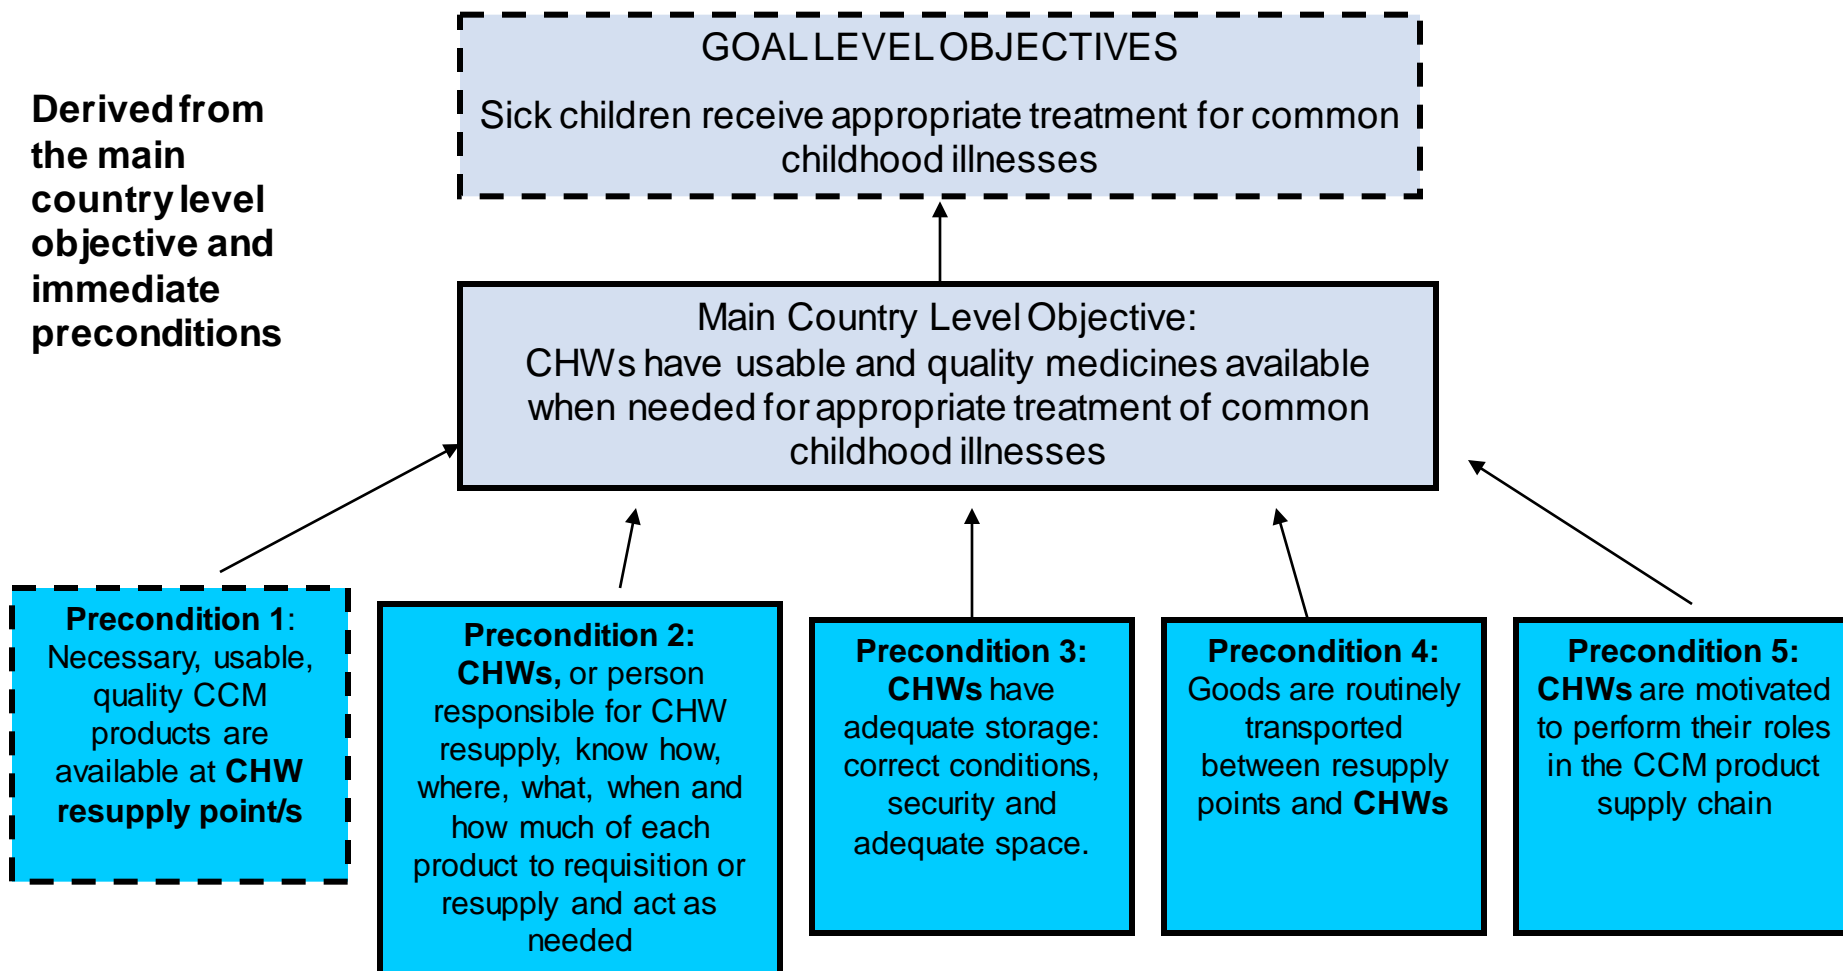 GOAL LEVEL OBJECTIVES
Sick children receive appropriate treatment for common
childhood illnesses
Derived from
the main
country level
objective and
immediate
preconditions
Main Country Level Objective:
CHWs have usable and quality medicines available
when needed for appropriate treatment of common
childhood illnesses
Precondition 1:
Necessary, usable,
quality CCM
products are
available at CHW
resupply point/s
Precondition 2:
CHWs, or person
responsible for CHW
resupply, know how,
where, what, when and
how much of each
product to requisition or
resupply and act as
needed
Precondition 3:
CHWs have
adequate storage:
correct conditions,
security and
adequate space.
Precondition 4:
Goods are routinely
transported
between resupply
points and CHWs
Precondition 5:
CHWs are motivated
to perform their roles
in the CCM product
supply chain